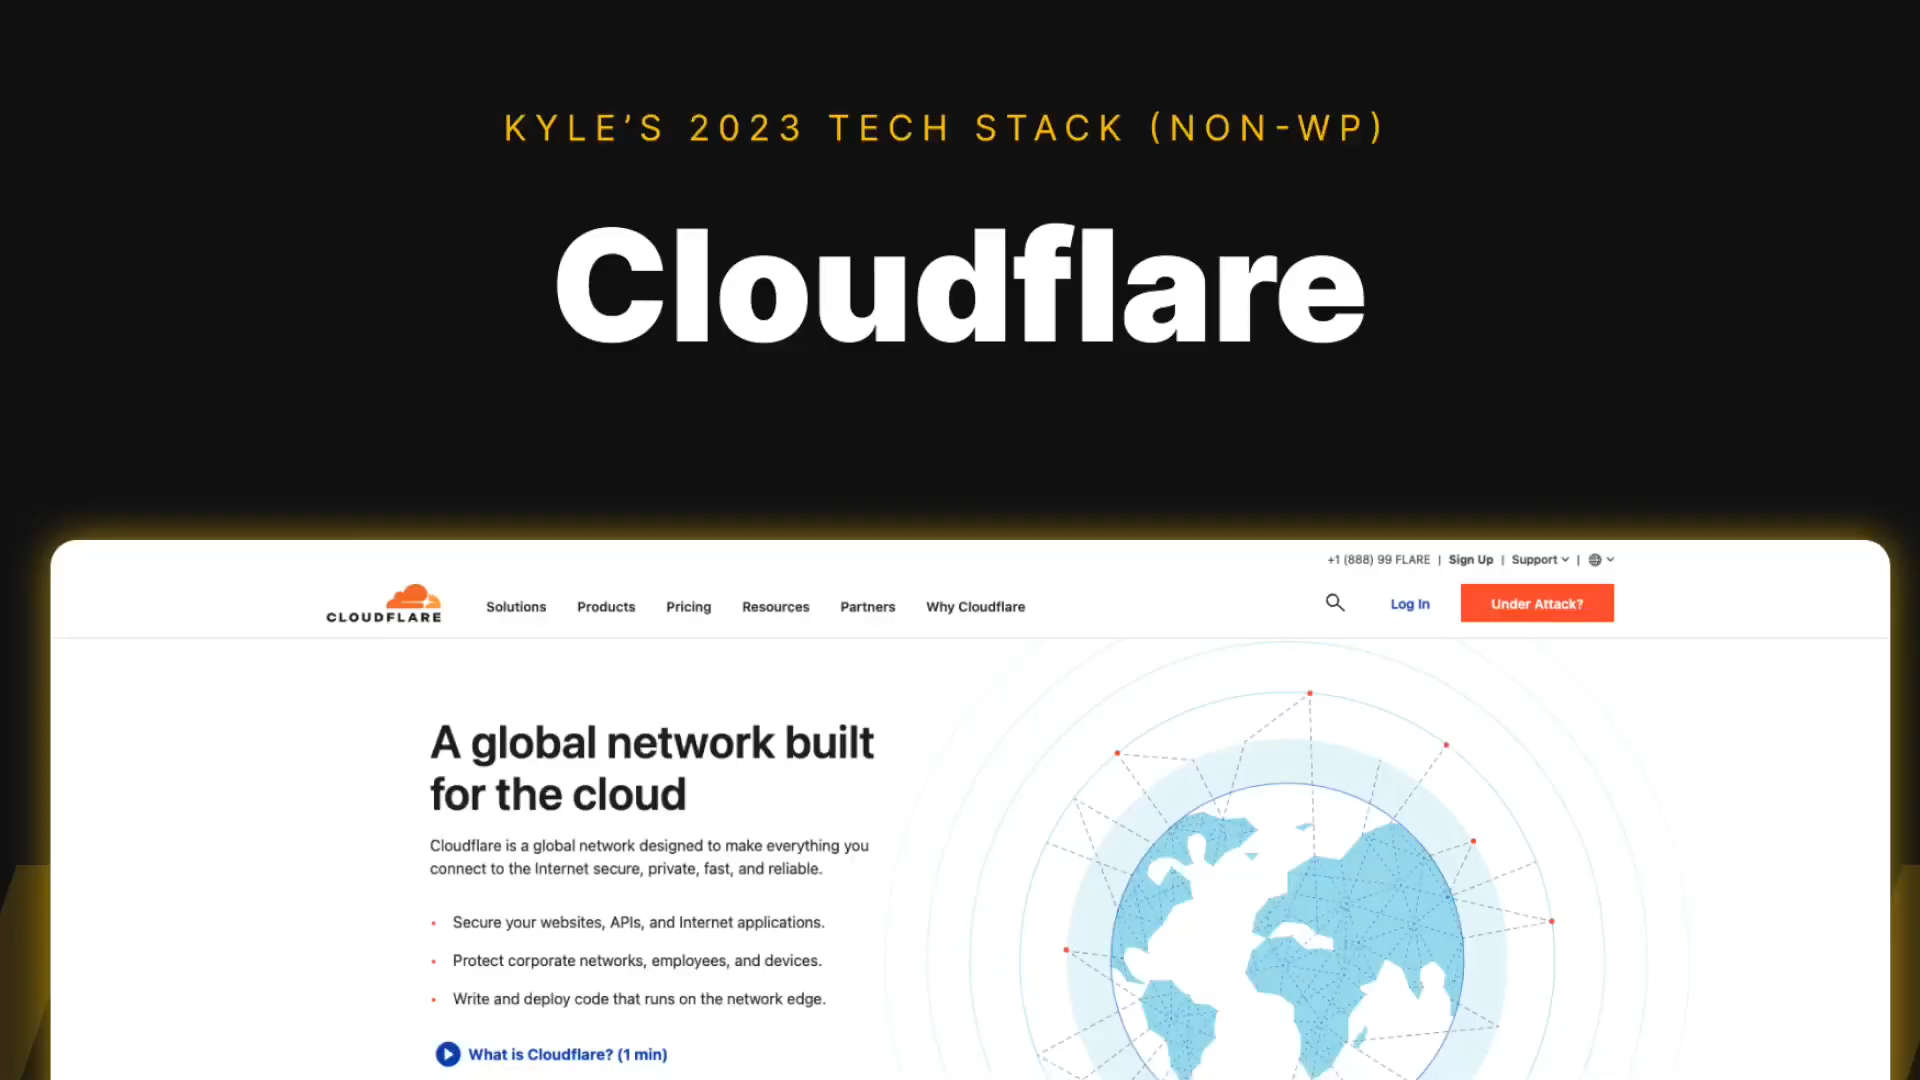 KYLE’S 2023 TECH STACK (NON-WP)
Cloudflare
+1 (888) 99 FLARE | Sign Up | Support |
CLOUDFLARE
Solutions Products Pricing Resources Partners Why Cloudflare Log In Under Attack?
A global network built
for the cloud
Cloudflare is a global network designed to make everything you
connect to the Internet secure, private, fast, and reliable.
• Secure your websites, APIs, and Internet applications.
• Protect corporate networks, employees, and devices.
• Write and deploy code that runs on the network edge.
What is Cloudflare? (1 min)